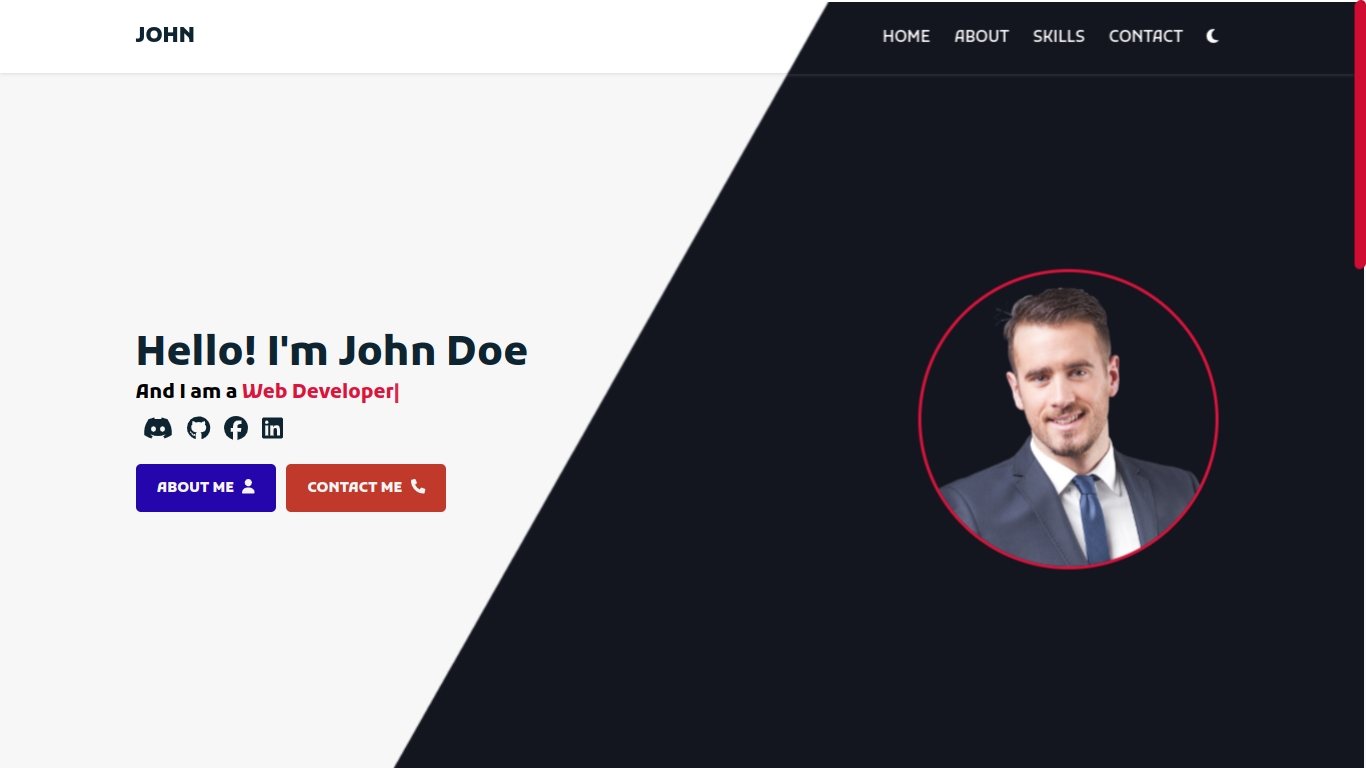 JOHN
HOME ABOUT SKILLS CONTACT
Hello! I'm John Doe
And I am a Web Developer|
ABOUT ME CONTACT ME